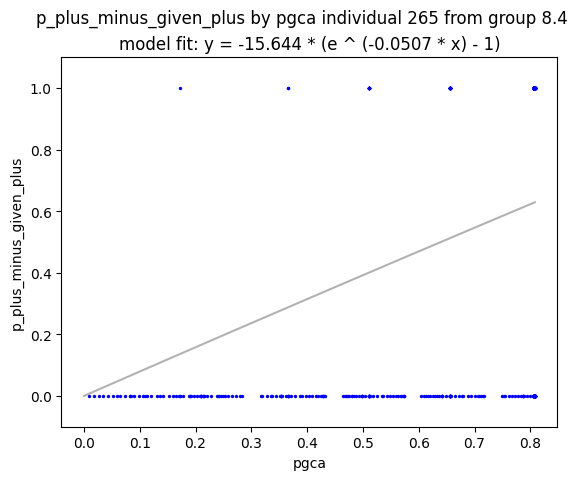 p_plus_minus_given_plus by pgca individual 265 from group 8.4
model fit: y = -15.644 * (e ^ (-0.0507 * x) - 1)
1.0
0.8
0.6
0.4
0.2
0.0
p_plus_minus_given_plus
0.0 0.1 0.2 0.3 0.4 0.5 0.6 0.7 0.8
pgca